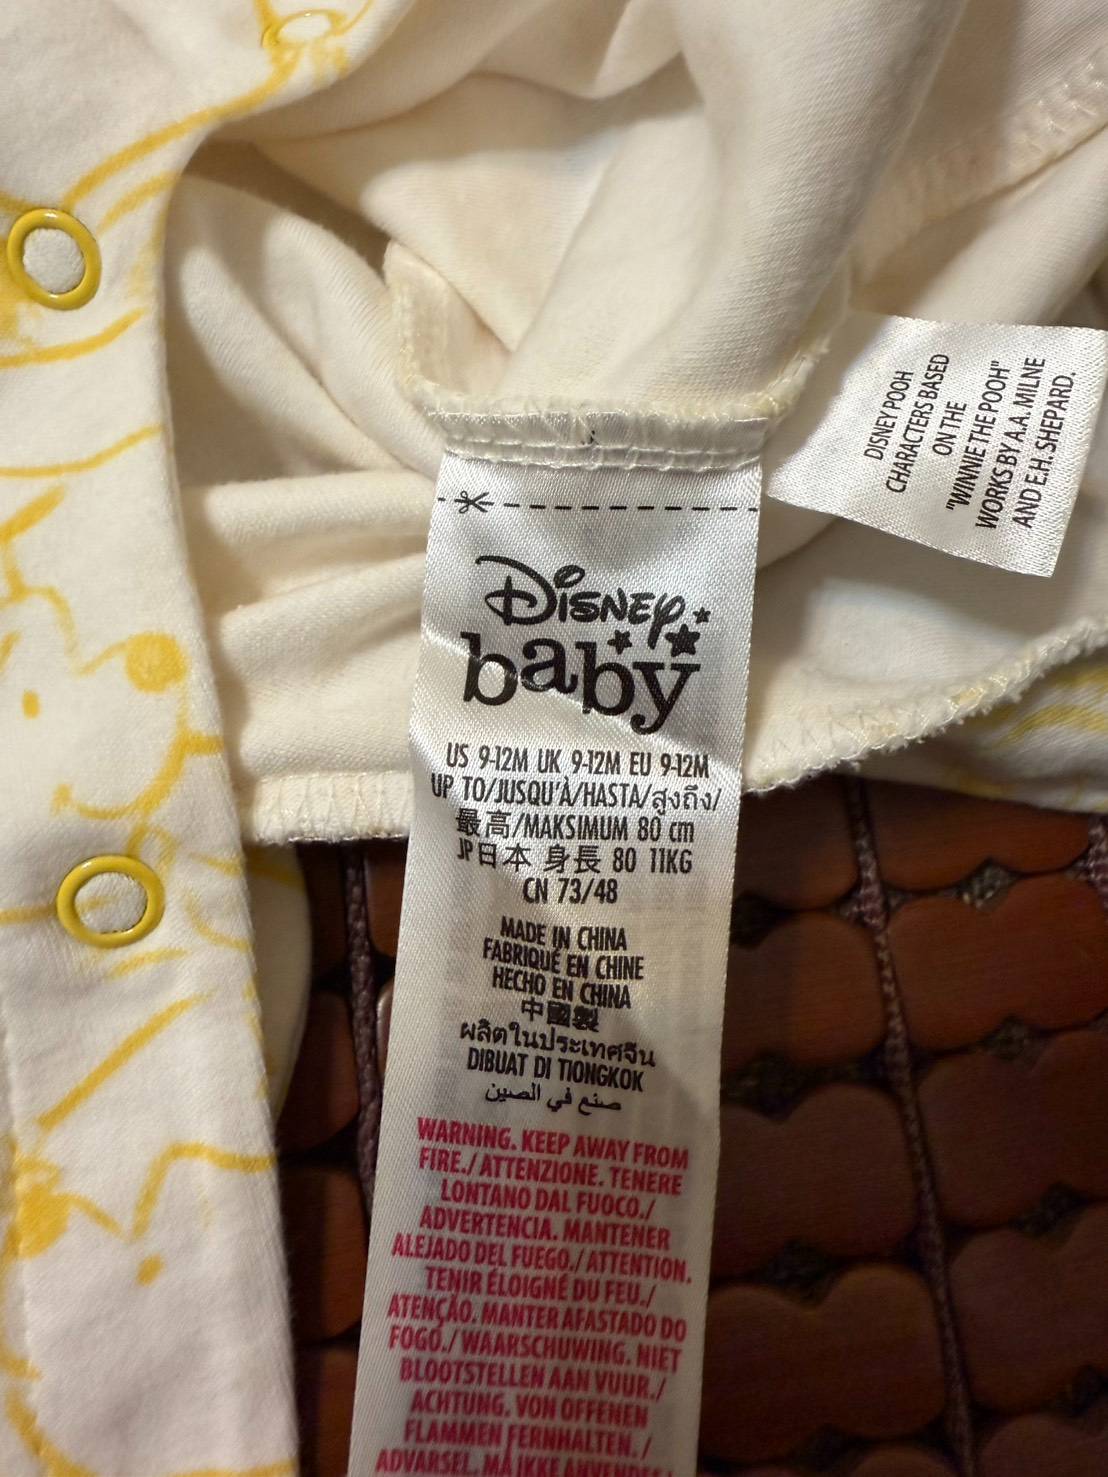 Disney
baby
US 9-12M UK 9-12M EU 9-12M
UP TO/JUSQU'À/HASTA/สูงถึง/
最高/MAKSIMUM 80 cm
JP日本 身長 80 11KG
CN 73/48
MADE IN CHINA
FABRIQUÉ EN CHINE
HECHO EN CHINA
中國製
ผลิตในประเทศจีน
DIBUAT DI TIONGKOK
صنع في الصين
WARNING. KEEP AWAY FROM
FIRE./ ATTENZIONE. TENERE
LONTANO DAL FUOCO./
ADVERTENCIA. MANTENER
ALEJADO DEL FUEGO./ ATTENTION.
TENIR ÉLOIGNÉ DU FEU./
ATENÇÃO. MANTER AFASTADO DO
FOGO./ WAARSCHUWING. NIET
BLOOTSTELLEN AAN VUUR./
ACHTUNG. VON OFFENEN
FLAMMEN FERNHALTEN. /
ADVARSEL. MÅ IKKE ANVENDES I
DISNEY POOH
CHARACTERS BASED
ON THE
"WINNIE THE POOH"
WORKS BY A.A. MILNE
AND E.H. SHEPARD.